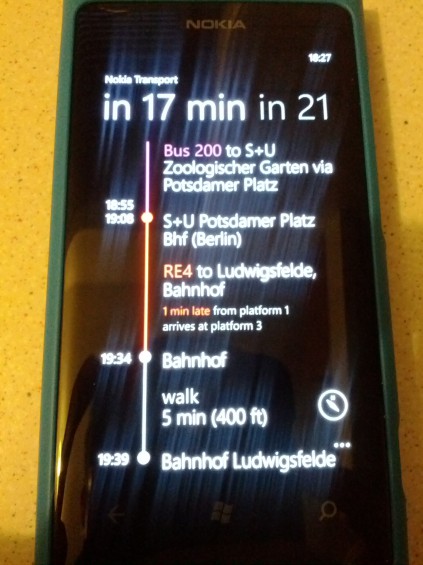 NOKIA
18:27
Nokia Transport
in 17 min in 21
Bus 200 to S+U
Zoologischer Garten via
Potsdamer Platz
18:55
19:08
S+U Potsdamer Platz
Bhf (Berlin)
RE4 to Ludwigsfelde,
Bahnhof
1 min late from platform 1
arrives at platform 3
19:34 Bahnhof
walk
5 min (400 ft)
19:39 Bahnhof Ludwigsfelde